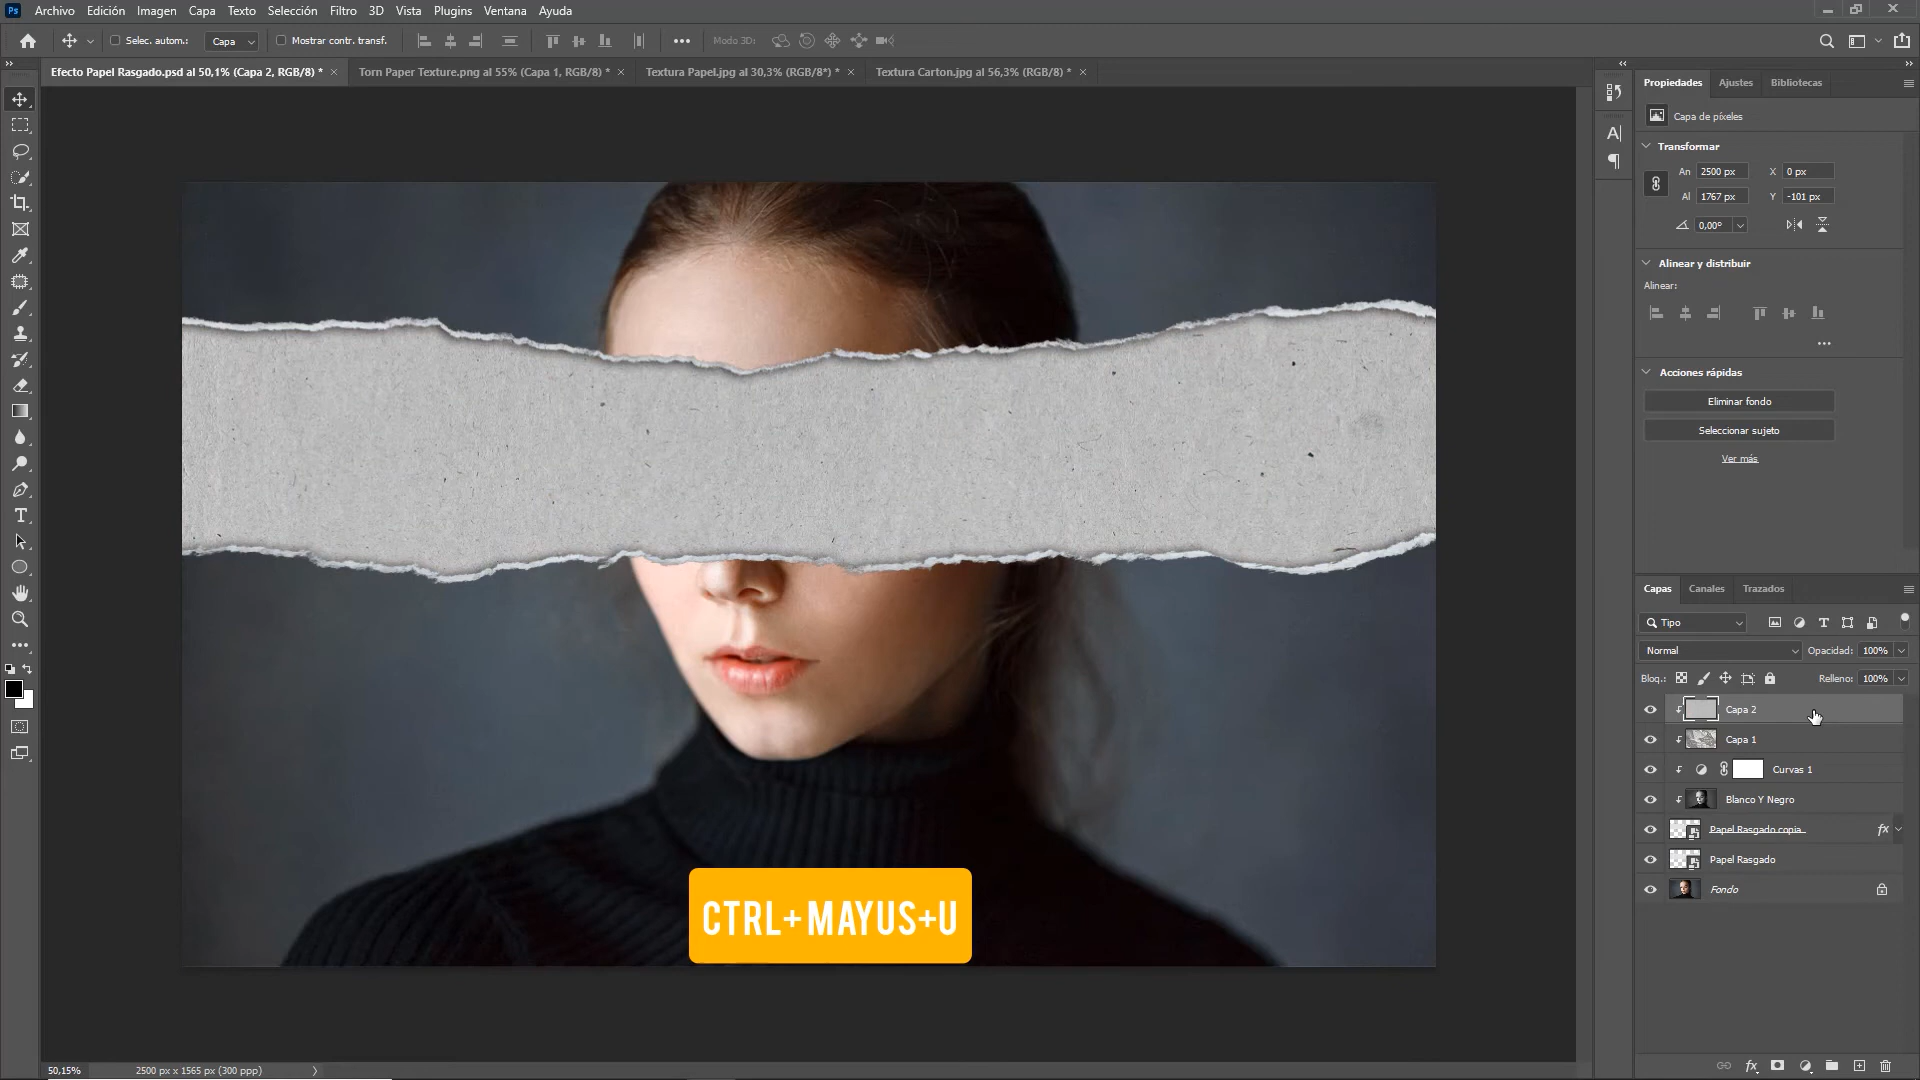 Ps Archivo Edición Imagen Capa Texto Selección Filtro 3D Vista Plugins Ventana Ayuda
Selec. autom.: Capa Mostrar contr. transf. Modo 3D:
Efecto Papel Rasgado.psd al 50,1% (Capa 2, RGB/8) * Torn Paper Texture.png al 55% (Capa 1, RGB/8) * Textura Papel.jpg al 30,3% (RGB/8*) * Textura Carton.jpg al 56,3% (RGB/8) *
Propiedades Ajustes Bibliotecas
Capa de píxeles
Transformar
An 2500 px X 0 px
Al 1767 px Y -101 px
0,00°
Alinear y distribuir
Alinear:
Acciones rápidas
Eliminar fondo
Seleccionar sujeto
Ver más
Capas Canales Trazados
Tipo
Normal Opacidad: 100%
Bloq.: Relleno: 100%
Capa 2
Capa 1
Curvas 1
Blanco Y Negro
Papel Rasgado copia fx
Papel Rasgado
Fondo
CTRL+ MAYUS+U
50,15% 2500 px x 1565 px (300 ppp)